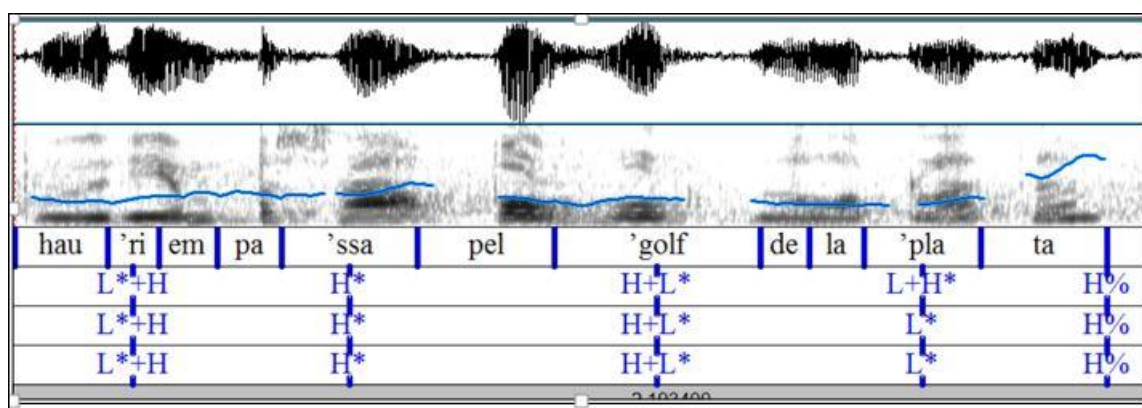 hau ’ri em pa ’ssa pel ’golf de la ’pla ta
L*+H H* H+L* L+H* H%
L*+H H* H+L* L* H%
L*+H H* H+L* L* H%